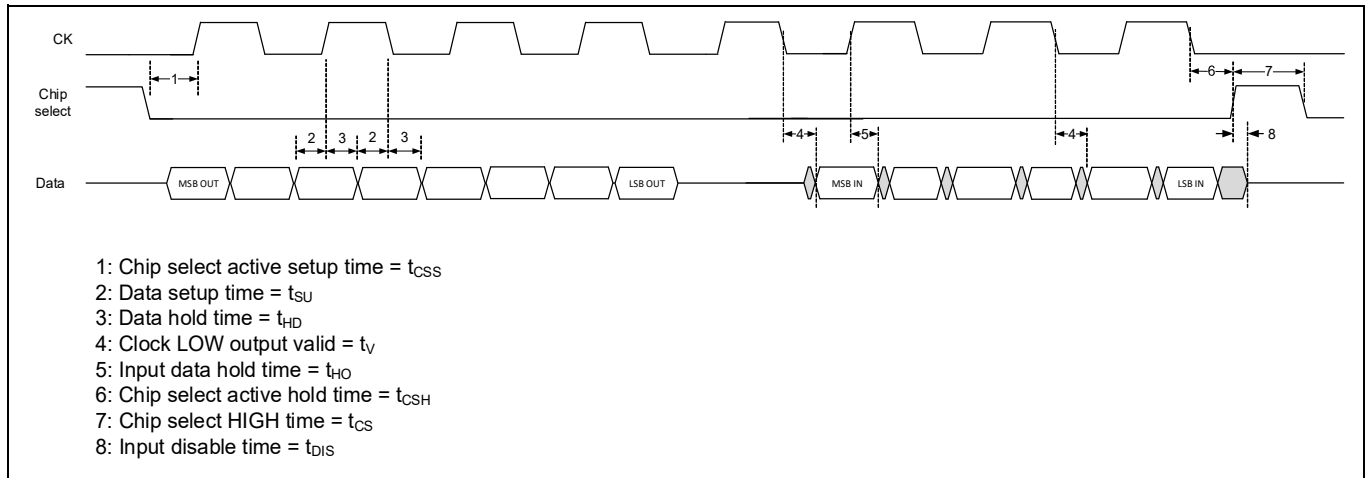 CK
1
6
7
Chip
select
2
3
2
3
4
5
4
8
Data
MSB OUT
LSB OUT
MSB IN
LSB IN
1: Chip select active setup time = tCSS
2: Data setup time = tSU
3: Data hold time = tHD
4: Clock LOW output valid = tV
5: Input data hold time = tHO
6: Chip select active hold time = tCSH
7: Chip select HIGH time = tCS
8: Input disable time = tDIS